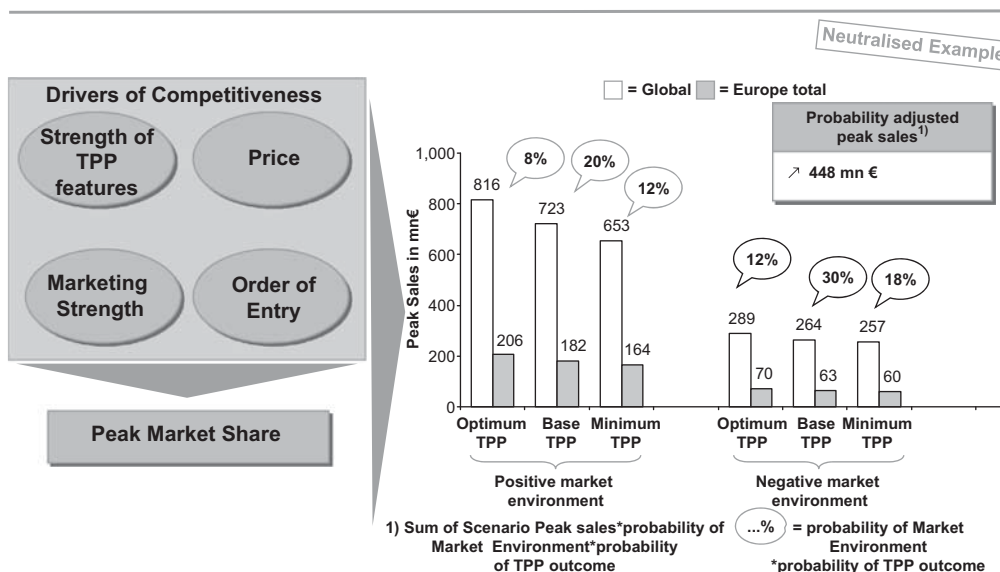 Neutralised Example
Drivers of Competitiveness
Strength of
TPP
features
Price
Marketing
Strength
Order of
Entry
Peak Market Share
= Global
= Europe total
Probability adjusted
peak sales1)
↗ 448 mn €
Peak Sales in mn€
1,000
800
600
400
200
0
816
723
653
206
182
164
8%
20%
12%
289
264
257
70
63
60
12%
30%
18%
Optimum
TPP
Base
TPP
Minimum
TPP
Optimum
TPP
Base
TPP
Minimum
TPP
Positive market
environment
Negative market
environment
1) Sum of Scenario Peak sales*probability of
Market Environment*probability
of TPP outcome
...%
= probability of Market
Environment
*probability of TPP outcome